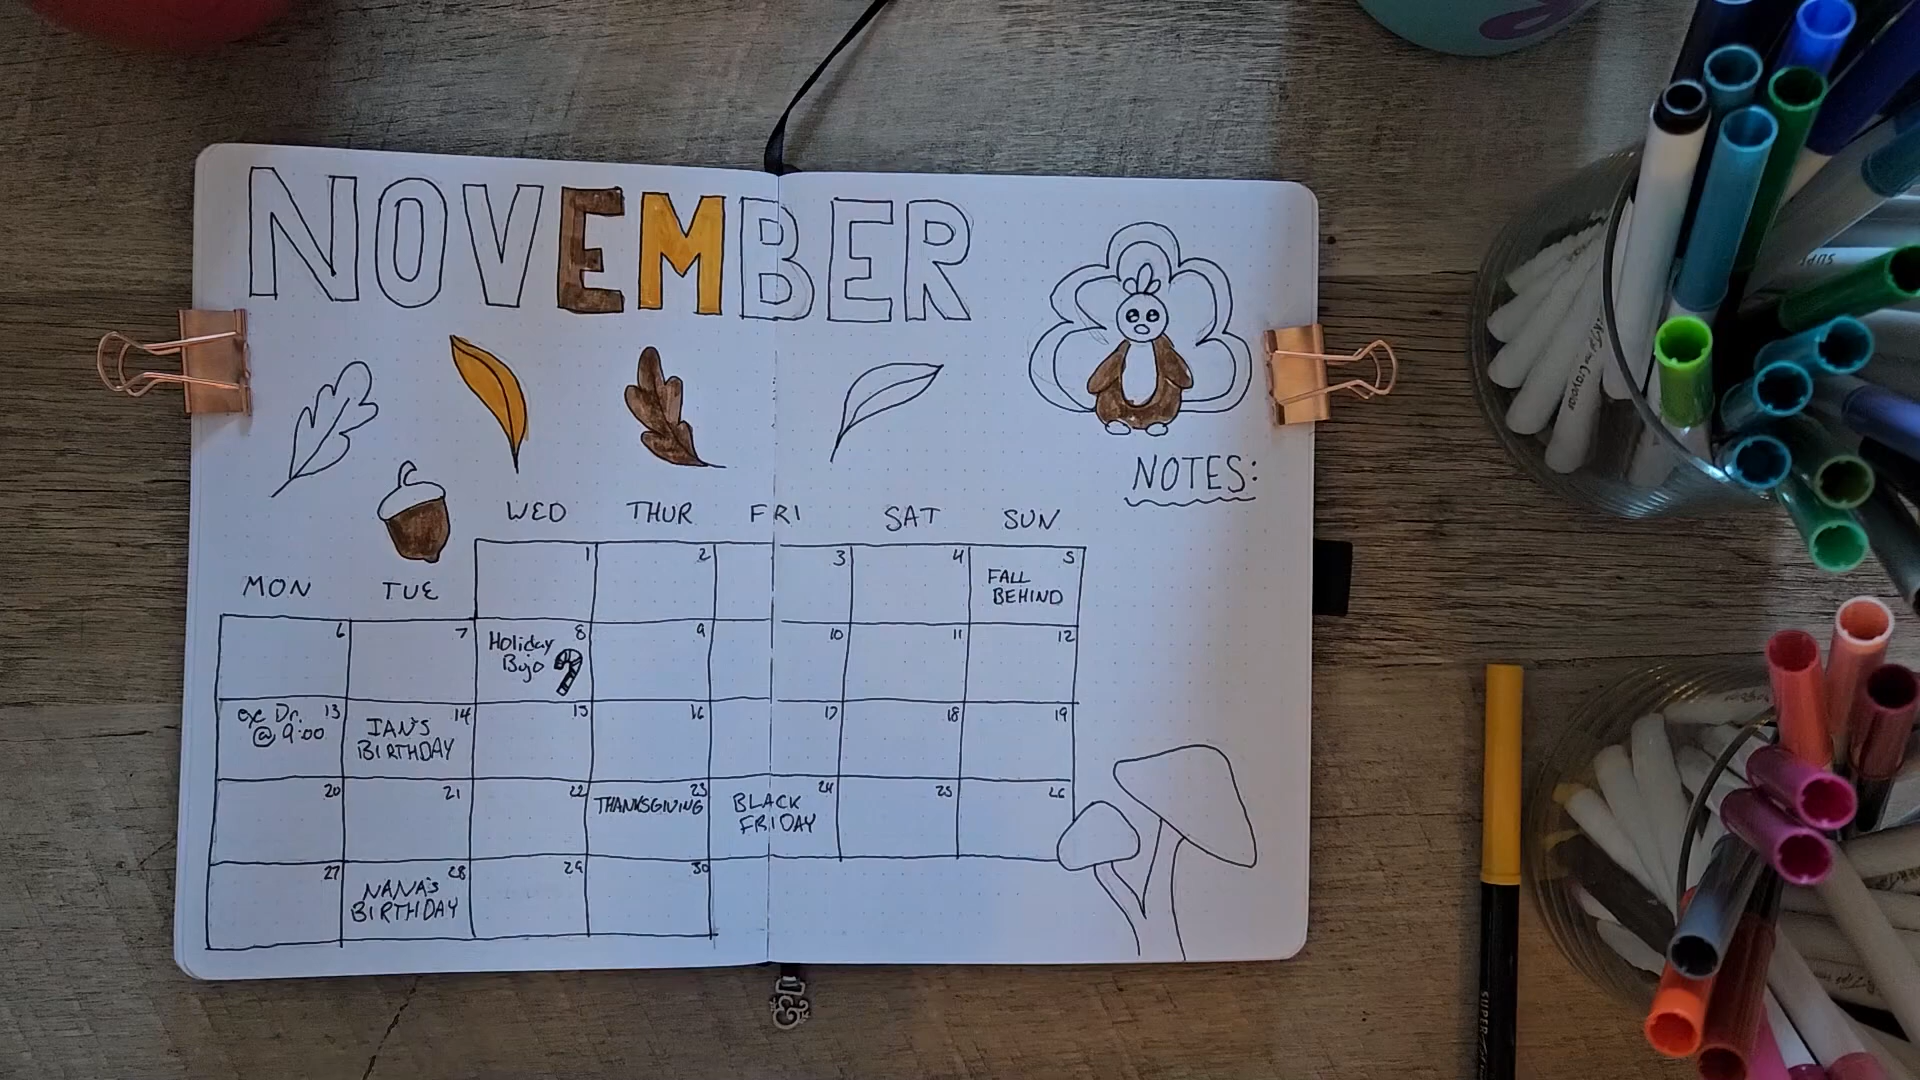 NOVEMBER
NOTES:
MON TUE WED THUR FRI SAT SUN
1 2 3 4 5
FALL
BEHIND
6 7 8 9 10 11 12
Holiday
Bujo
13 14 15 16 17 18 19
eye Dr.
@ 9:00
IAN'S
BIRTHDAY
20 21 22 23 24 25 26
THANKSGIVING
BLACK
FRIDAY
27 28 29 30
NANA'S
BIRTHDAY
SUPER